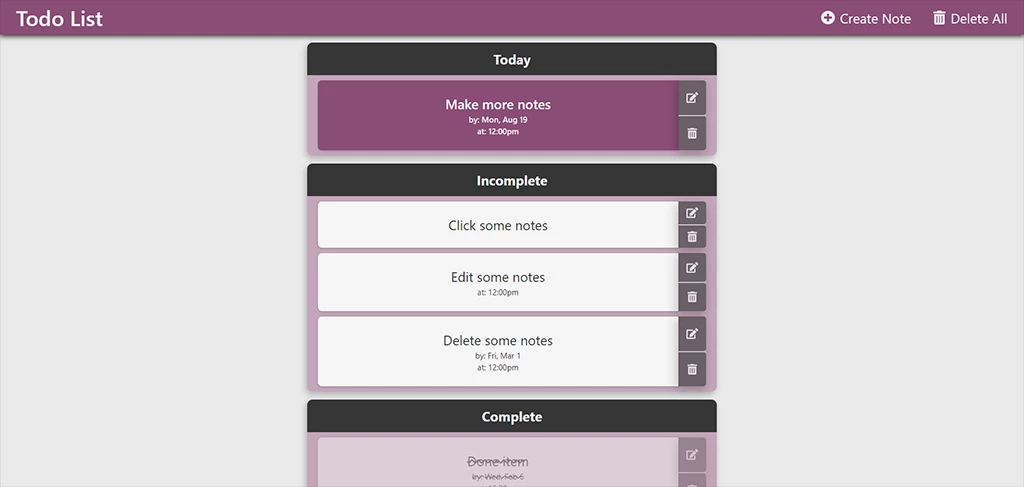 Todo List
Create Note
Delete All
Today
Make more notes
by: Mon, Aug 19
at: 12:00pm
Incomplete
Click some notes
Edit some notes
at: 12:00pm
Delete some notes
by: Fri, Mar 1
at: 12:00pm
Complete
Done item
by: Wed, Feb 6